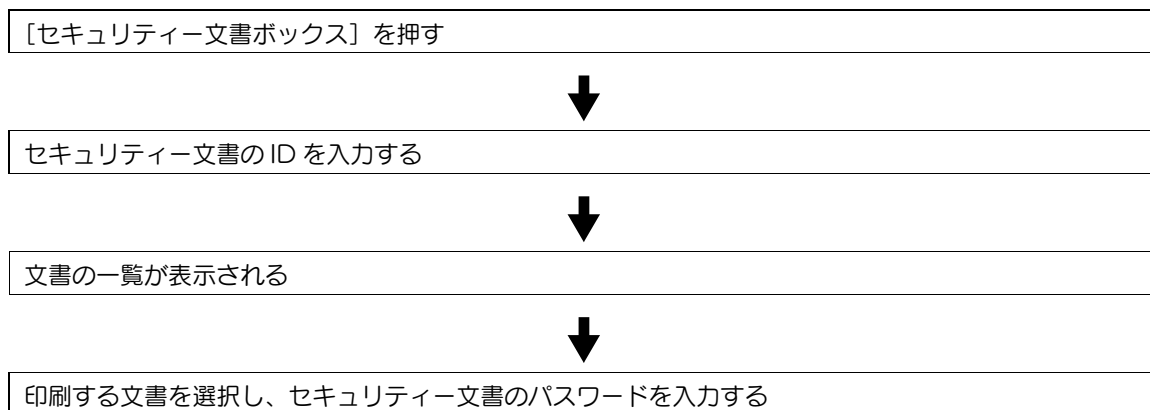 ［セキュリティー文書ボックス］を押す
セキュリティー文書の ID を入力する
文書の一覧が表示される
印刷する文書を選択し、セキュリティー文書のパスワードを入力する